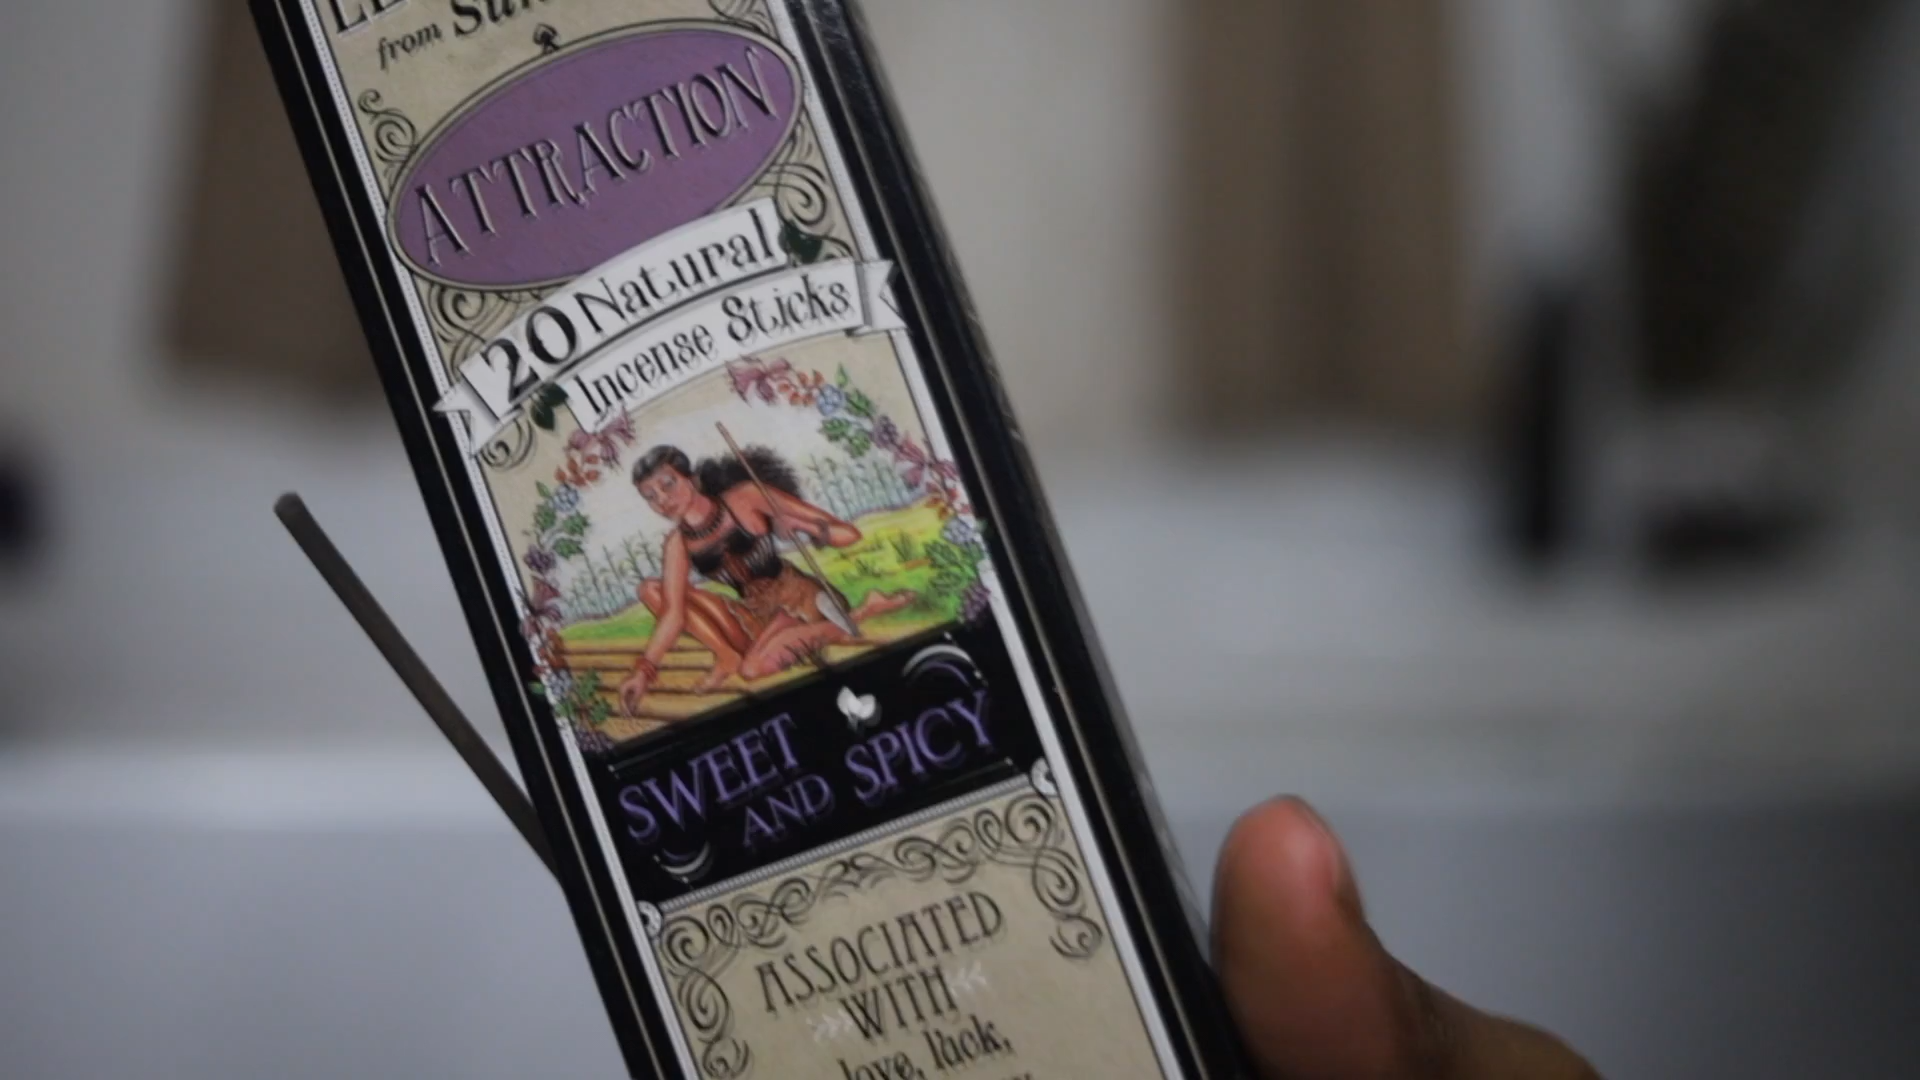 from
ATTRACTION
20 Natural
Incense Sticks
SWEET
AND SPICY
ASSOCIATED
WITH
love, luck,